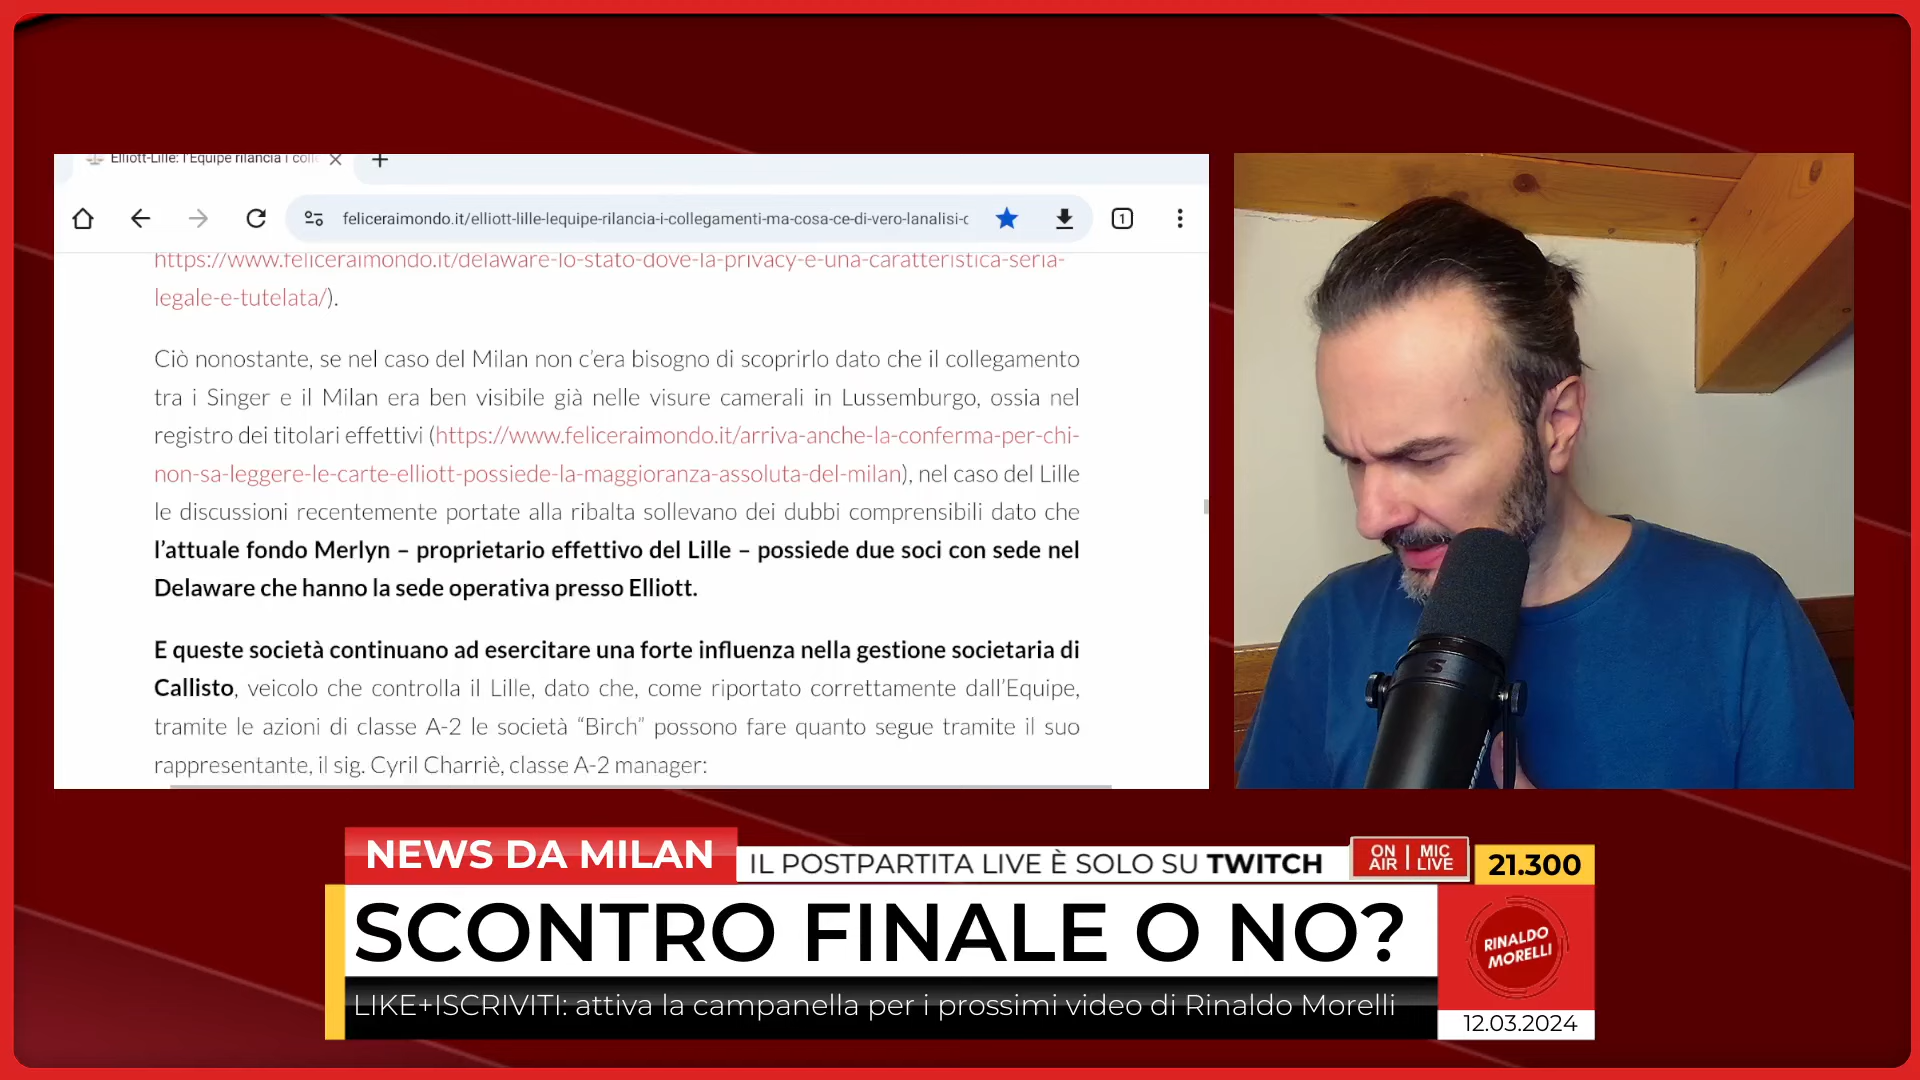 Elliott-Lille: l'Equipe rilancia i coll
feliceraimondo.it/elliott-lille-lequipe-rilancia-i-collegamenti-ma-cosa-ce-di-vero-lanalisi-c
1
https://www.feliceraimondo.it/delaware-lo-stato-dove-la-privacy-e-una-caratteristica-seria-
legale-e-tutelata/).
Ciò nonostante, se nel caso del Milan non c'era bisogno di scoprirlo dato che il collegamento
tra i Singer e il Milan era ben visibile già nelle visure camerali in Lussemburgo, ossia nel
registro dei titolari effettivi (https://www.feliceraimondo.it/arriva-anche-la-conferma-per-chi-
non-sa-leggere-le-carte-elliott-possiede-la-maggioranza-assoluta-del-milan), nel caso del Lille
le discussioni recentemente portate alla ribalta sollevano dei dubbi comprensibili dato che
l'attuale fondo Merlyn – proprietario effettivo del Lille – possiede due soci con sede nel
Delaware che hanno la sede operativa presso Elliott.
E queste società continuano ad esercitare una forte influenza nella gestione societaria di
Callisto, veicolo che controlla il Lille, dato che, come riportato correttamente dall'Equipe,
tramite le azioni di classe A-2 le società “Birch” possono fare quanto segue tramite il suo
rappresentante, il sig. Cyril Charriè, classe A-2 manager:
NEWS DA MILAN
IL POSTPARTITA LIVE È SOLO SU TWITCH
ON AIR | MIC LIVE
21.300
SCONTRO FINALE O NO?
RINALDO
MORELLI
LIKE+ISCRIVITI: attiva la campanella per i prossimi video di Rinaldo Morelli
12.03.2024